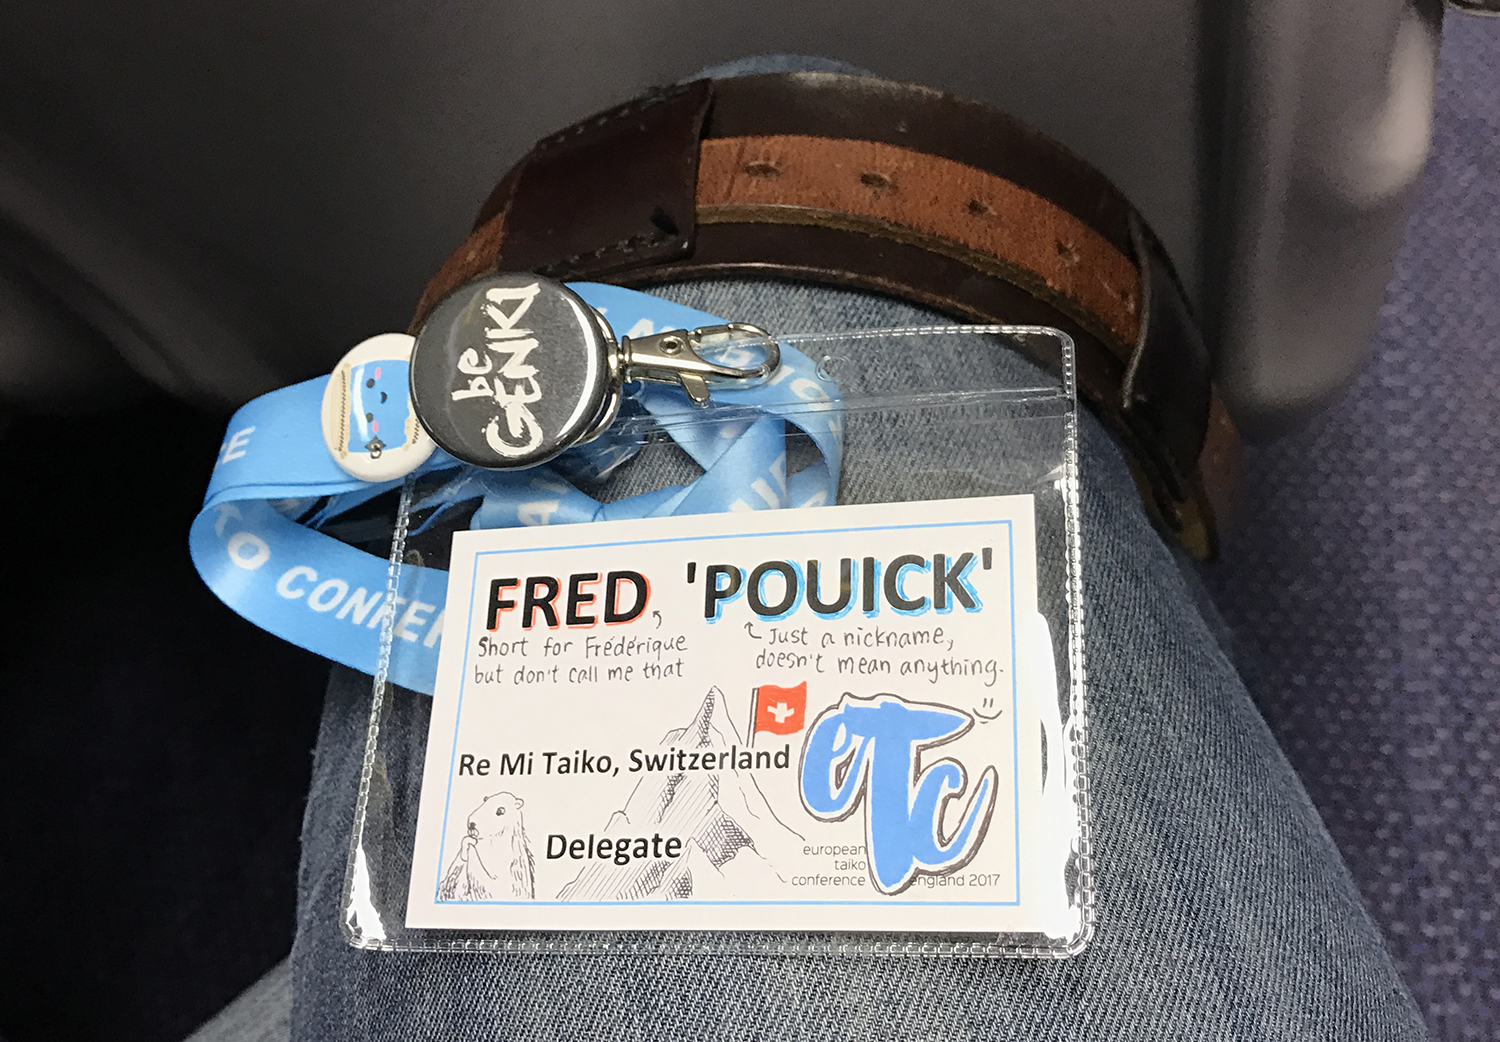 be
GENKI
CONFER
FRED 'POUICK'
Short for Frédérique
but don't call me that
Just a nickname,
doesn't mean anything.
Re Mi Taiko, Switzerland
Delegate
etc
european
taiko
conference
england 2017